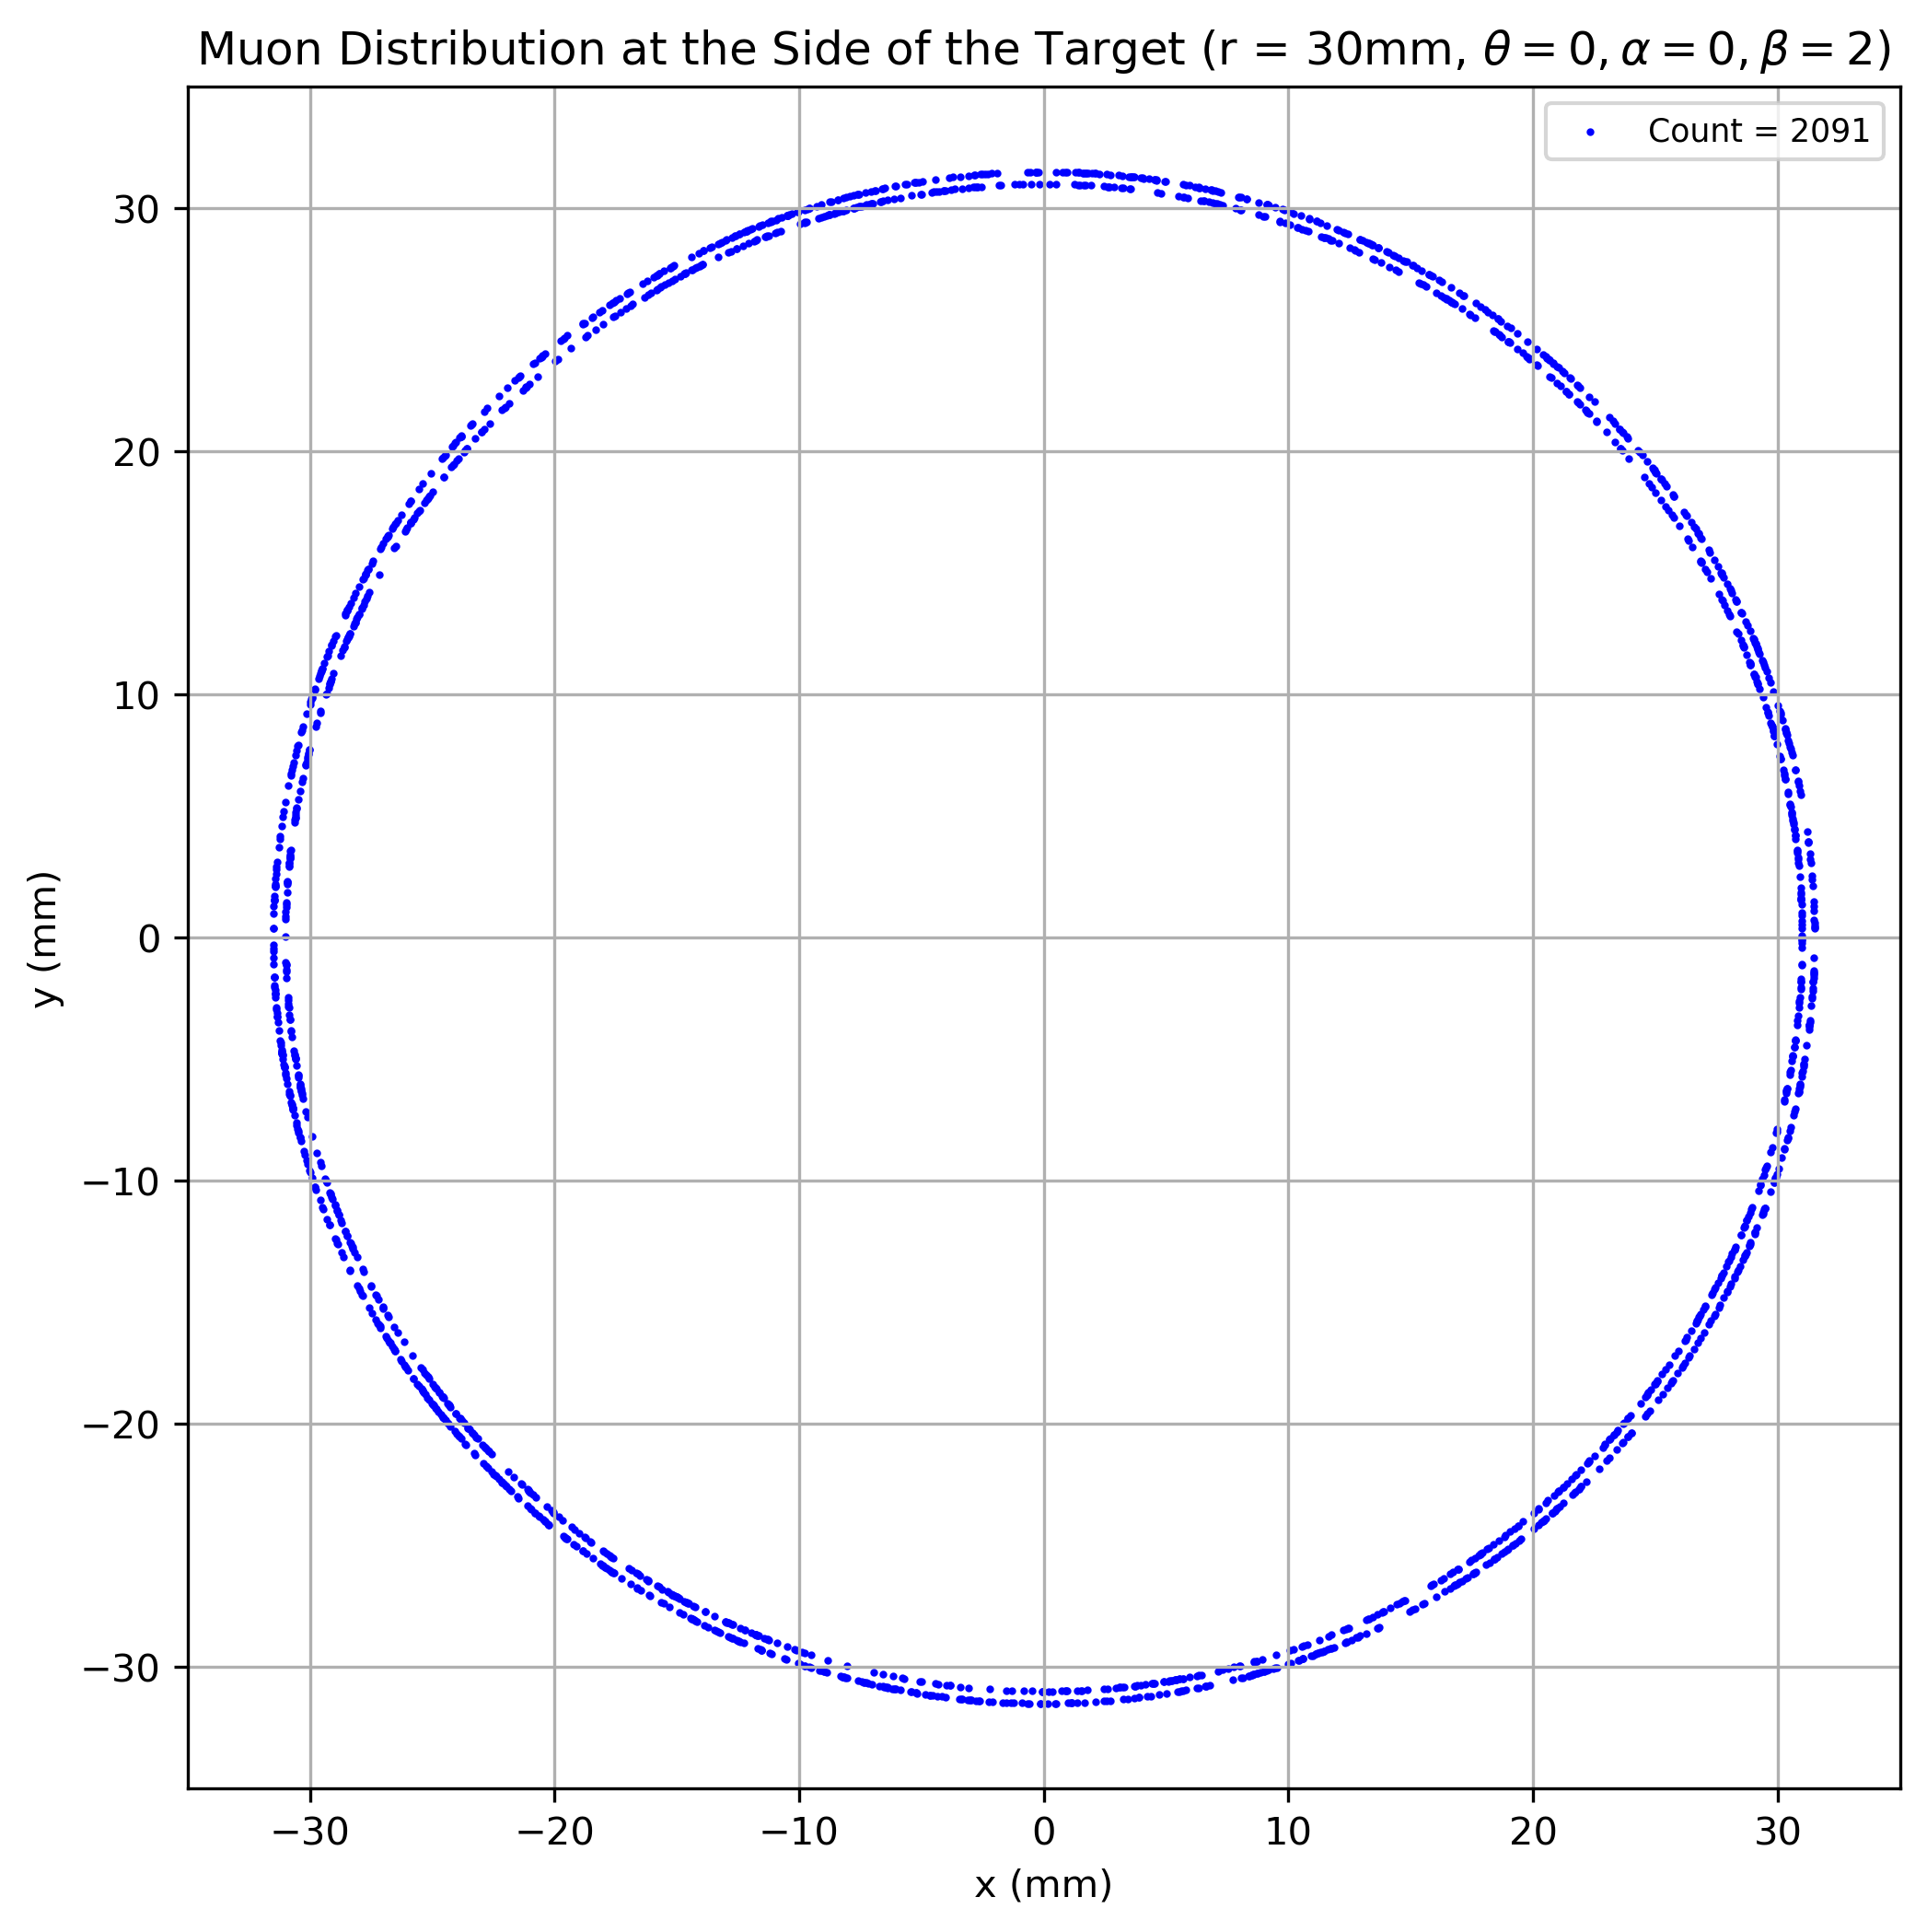 Muon Distribution at the Side of the Target (r = 30mm, θ = 0, α = 0, β = 2)
Count = 2091
30
20
10
0
−10
−20
−30
y (mm)
−30 −20 −10 0 10 20 30
x (mm)